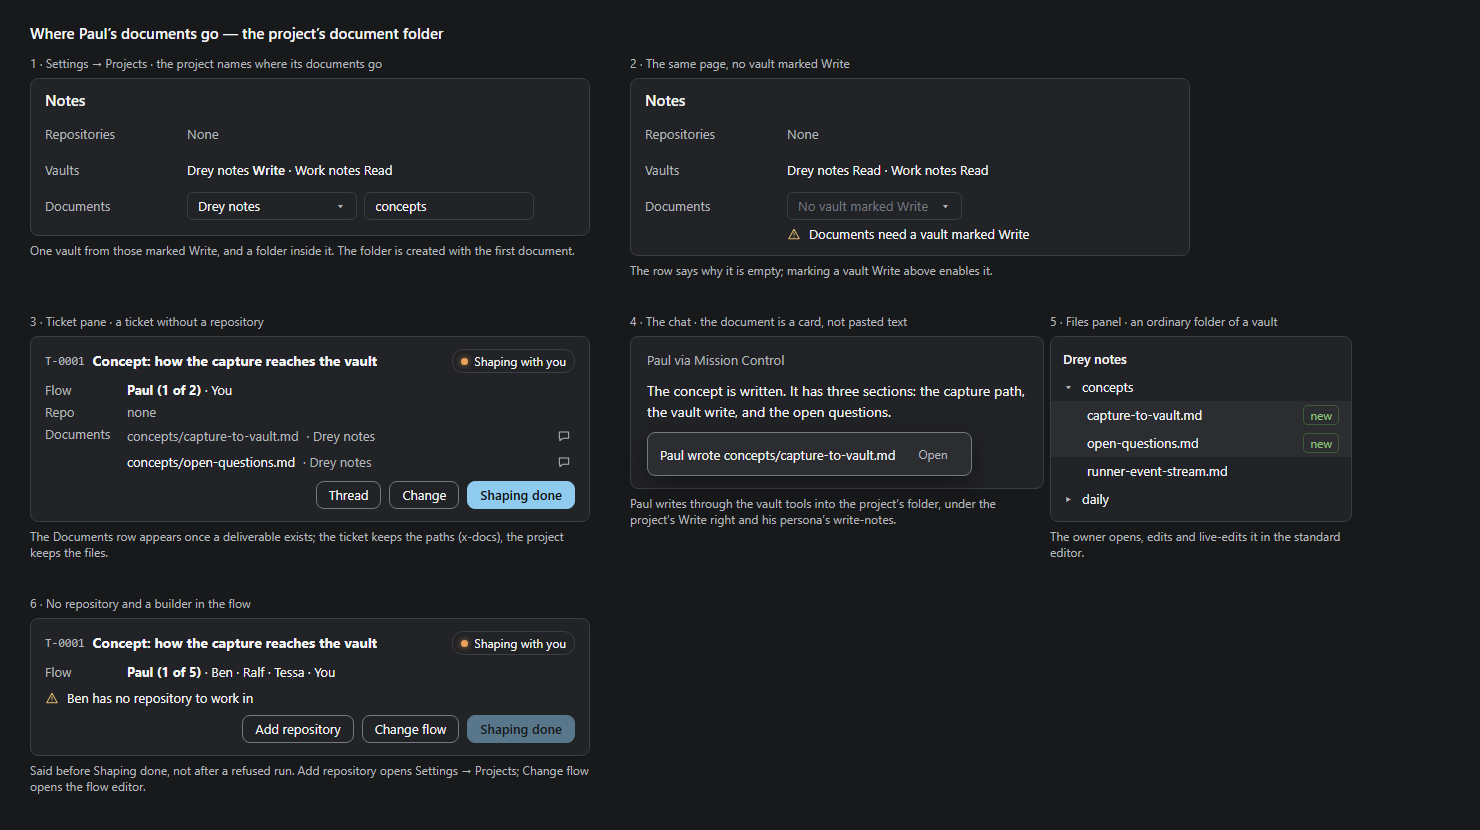 Where Paul's documents go — the project's document folder
1 · Settings → Projects · the project names where its documents go
Notes
Repositories None
Vaults Drey notes Write · Work notes Read
Documents Drey notes concepts
One vault from those marked Write, and a folder inside it. The folder is created with the first document.
2 · The same page, no vault marked Write
Notes
Repositories None
Vaults Drey notes Read · Work notes Read
Documents No vault marked Write
Documents need a vault marked Write
The row says why it is empty; marking a vault Write above enables it.
3 · Ticket pane · a ticket without a repository
T-0001 Concept: how the capture reaches the vault Shaping with you
Flow Paul (1 of 2) · You
Repo none
Documents concepts/capture-to-vault.md · Drey notes
concepts/open-questions.md · Drey notes
Thread Change Shaping done
The Documents row appears once a deliverable exists; the ticket keeps the paths (x-docs), the project
keeps the files.
4 · The chat · the document is a card, not pasted text
Paul via Mission Control
The concept is written. It has three sections: the capture path,
the vault write, and the open questions.
Paul wrote concepts/capture-to-vault.md Open
Paul writes through the vault tools into the project's folder, under the
project's Write right and his persona's write-notes.
5 · Files panel · an ordinary folder of a vault
Drey notes
concepts
capture-to-vault.md new
open-questions.md new
runner-event-stream.md
daily
The owner opens, edits and live-edits it in the standard
editor.
6 · No repository and a builder in the flow
T-0001 Concept: how the capture reaches the vault Shaping with you
Flow Paul (1 of 5) · Ben · Ralf · Tessa · You
Ben has no repository to work in
Add repository Change flow Shaping done
Said before Shaping done, not after a refused run. Add repository opens Settings → Projects; Change flow
opens the flow editor.